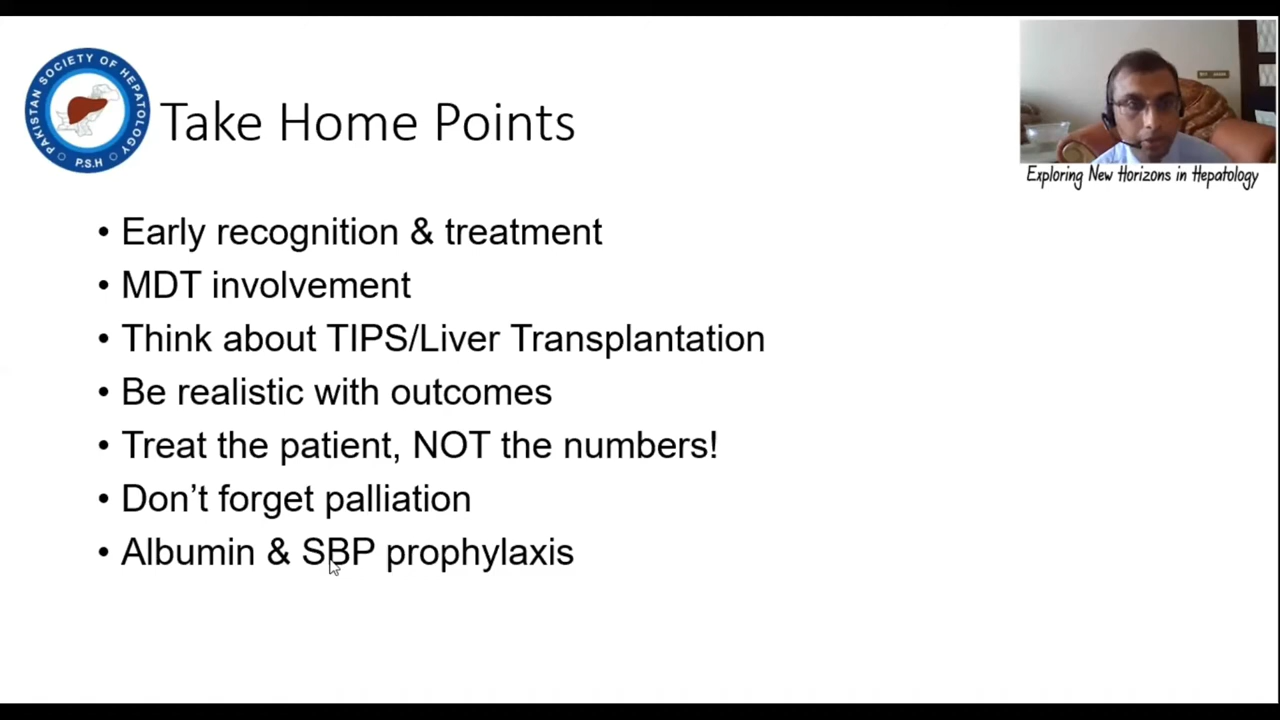 PAKISTAN SOCIETY OF HEPATOLOGY
P.S.H
Take Home Points
Exploring New Horizons in Hepatology
• Early recognition & treatment
• MDT involvement
• Think about TIPS/Liver Transplantation
• Be realistic with outcomes
• Treat the patient, NOT the numbers!
• Don’t forget palliation
• Albumin & SBP prophylaxis